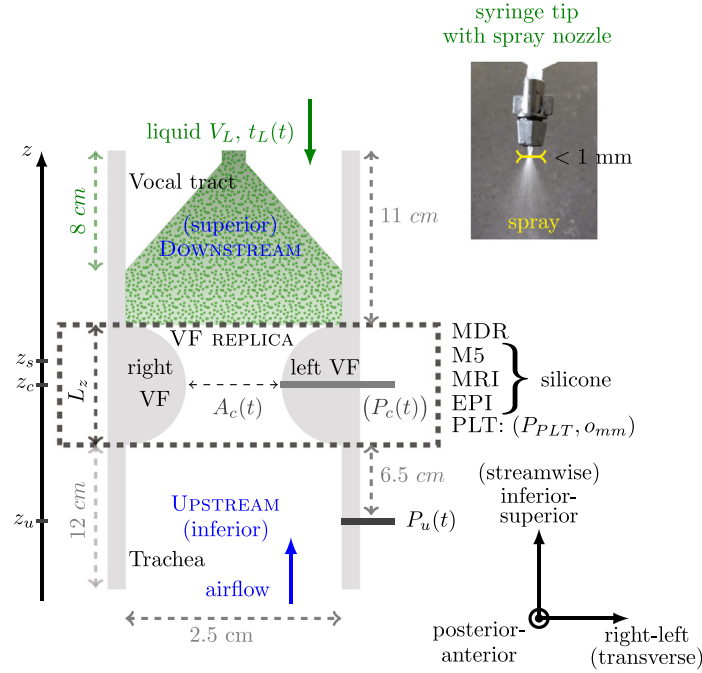 syringe tip
with spray nozzle
< 1 mm
spray
liquid V_L, t_L(t)
z
Vocal tract
8 cm
(superior)
DOWNSTREAM
11 cm
VF REPLICA
right
VF
left VF
z_s
z_c
L_z
A_c(t)
(P_c(t))
MDR
M5
MRI
EPI
silicone
PLT: (P_PLT, o_mm)
12 cm
6.5 cm
z_u
UPSTREAM
(inferior)
P_u(t)
Trachea
airflow
2.5 cm
(streamwise)
inferior-
superior
posterior-
anterior
right-left
(transverse)